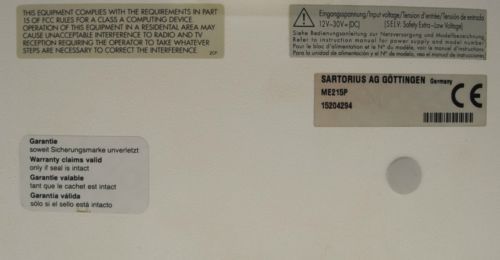 THIS EQUIPMENT COMPLIES WITH THE REQUIREMENTS IN PART
15 OF FCC RULES FOR A CLASS A COMPUTING DEVICE.
OPERATION OF THIS EQUIPMENT IN A RESIDENTIAL AREA MAY
CAUSE UNACCEPTABLE INTERFERENCE TO RADIO AND TV
RECEPTION REQUIRING THE OPERATOR TO TAKE WHATEVER
STEPS ARE NECESSARY TO CORRECT THE INTERFERENCE.
Eingangsspannung/Input voltage/Tension d'entrée/Tensión de entrada
12V-30V= (DC) (SELV: Safety Extra-Low Voltage)
Siehe Bedienungsanleitung zur Netzversorgung und Modellbezeichnung.
Refer to instruction manual for power supply and model number
Pour le bloc d'alimentation et le N° du modèle, voir le manuel d'instruct.
Para la unidad de alimentación y el N° de modelo, vea el manual de instrucciones
SARTORIUS AG GÖTTINGEN Germany
ME215P
15204294
CE
Garantie
soweit Sicherungsmarke unverletzt
Warranty claims valid
only if seal is intact
Garantie valable
tant que le cachet est intact
Garantía válida
sólo si el sello está intacto